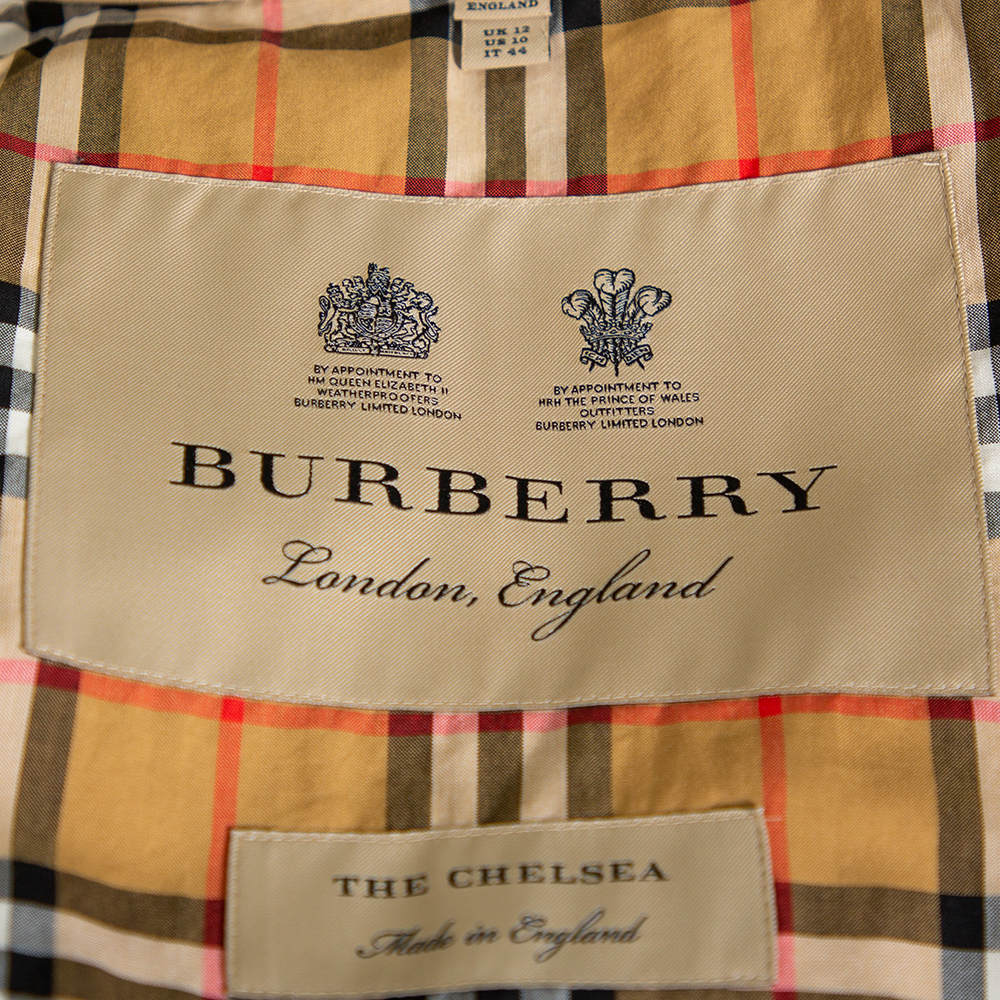 ENGLAND
UK 12
US 10
IT 44
BY APPOINTMENT TO
HM QUEEN ELIZABETH II
WEATHERPROOFERS
BURBERRY LIMITED LONDON
BY APPOINTMENT TO
HRH THE PRINCE OF WALES
OUTFITTERS
BURBERRY LIMITED LONDON
BURBERRY
London, England
THE CHELSEA
Made in England